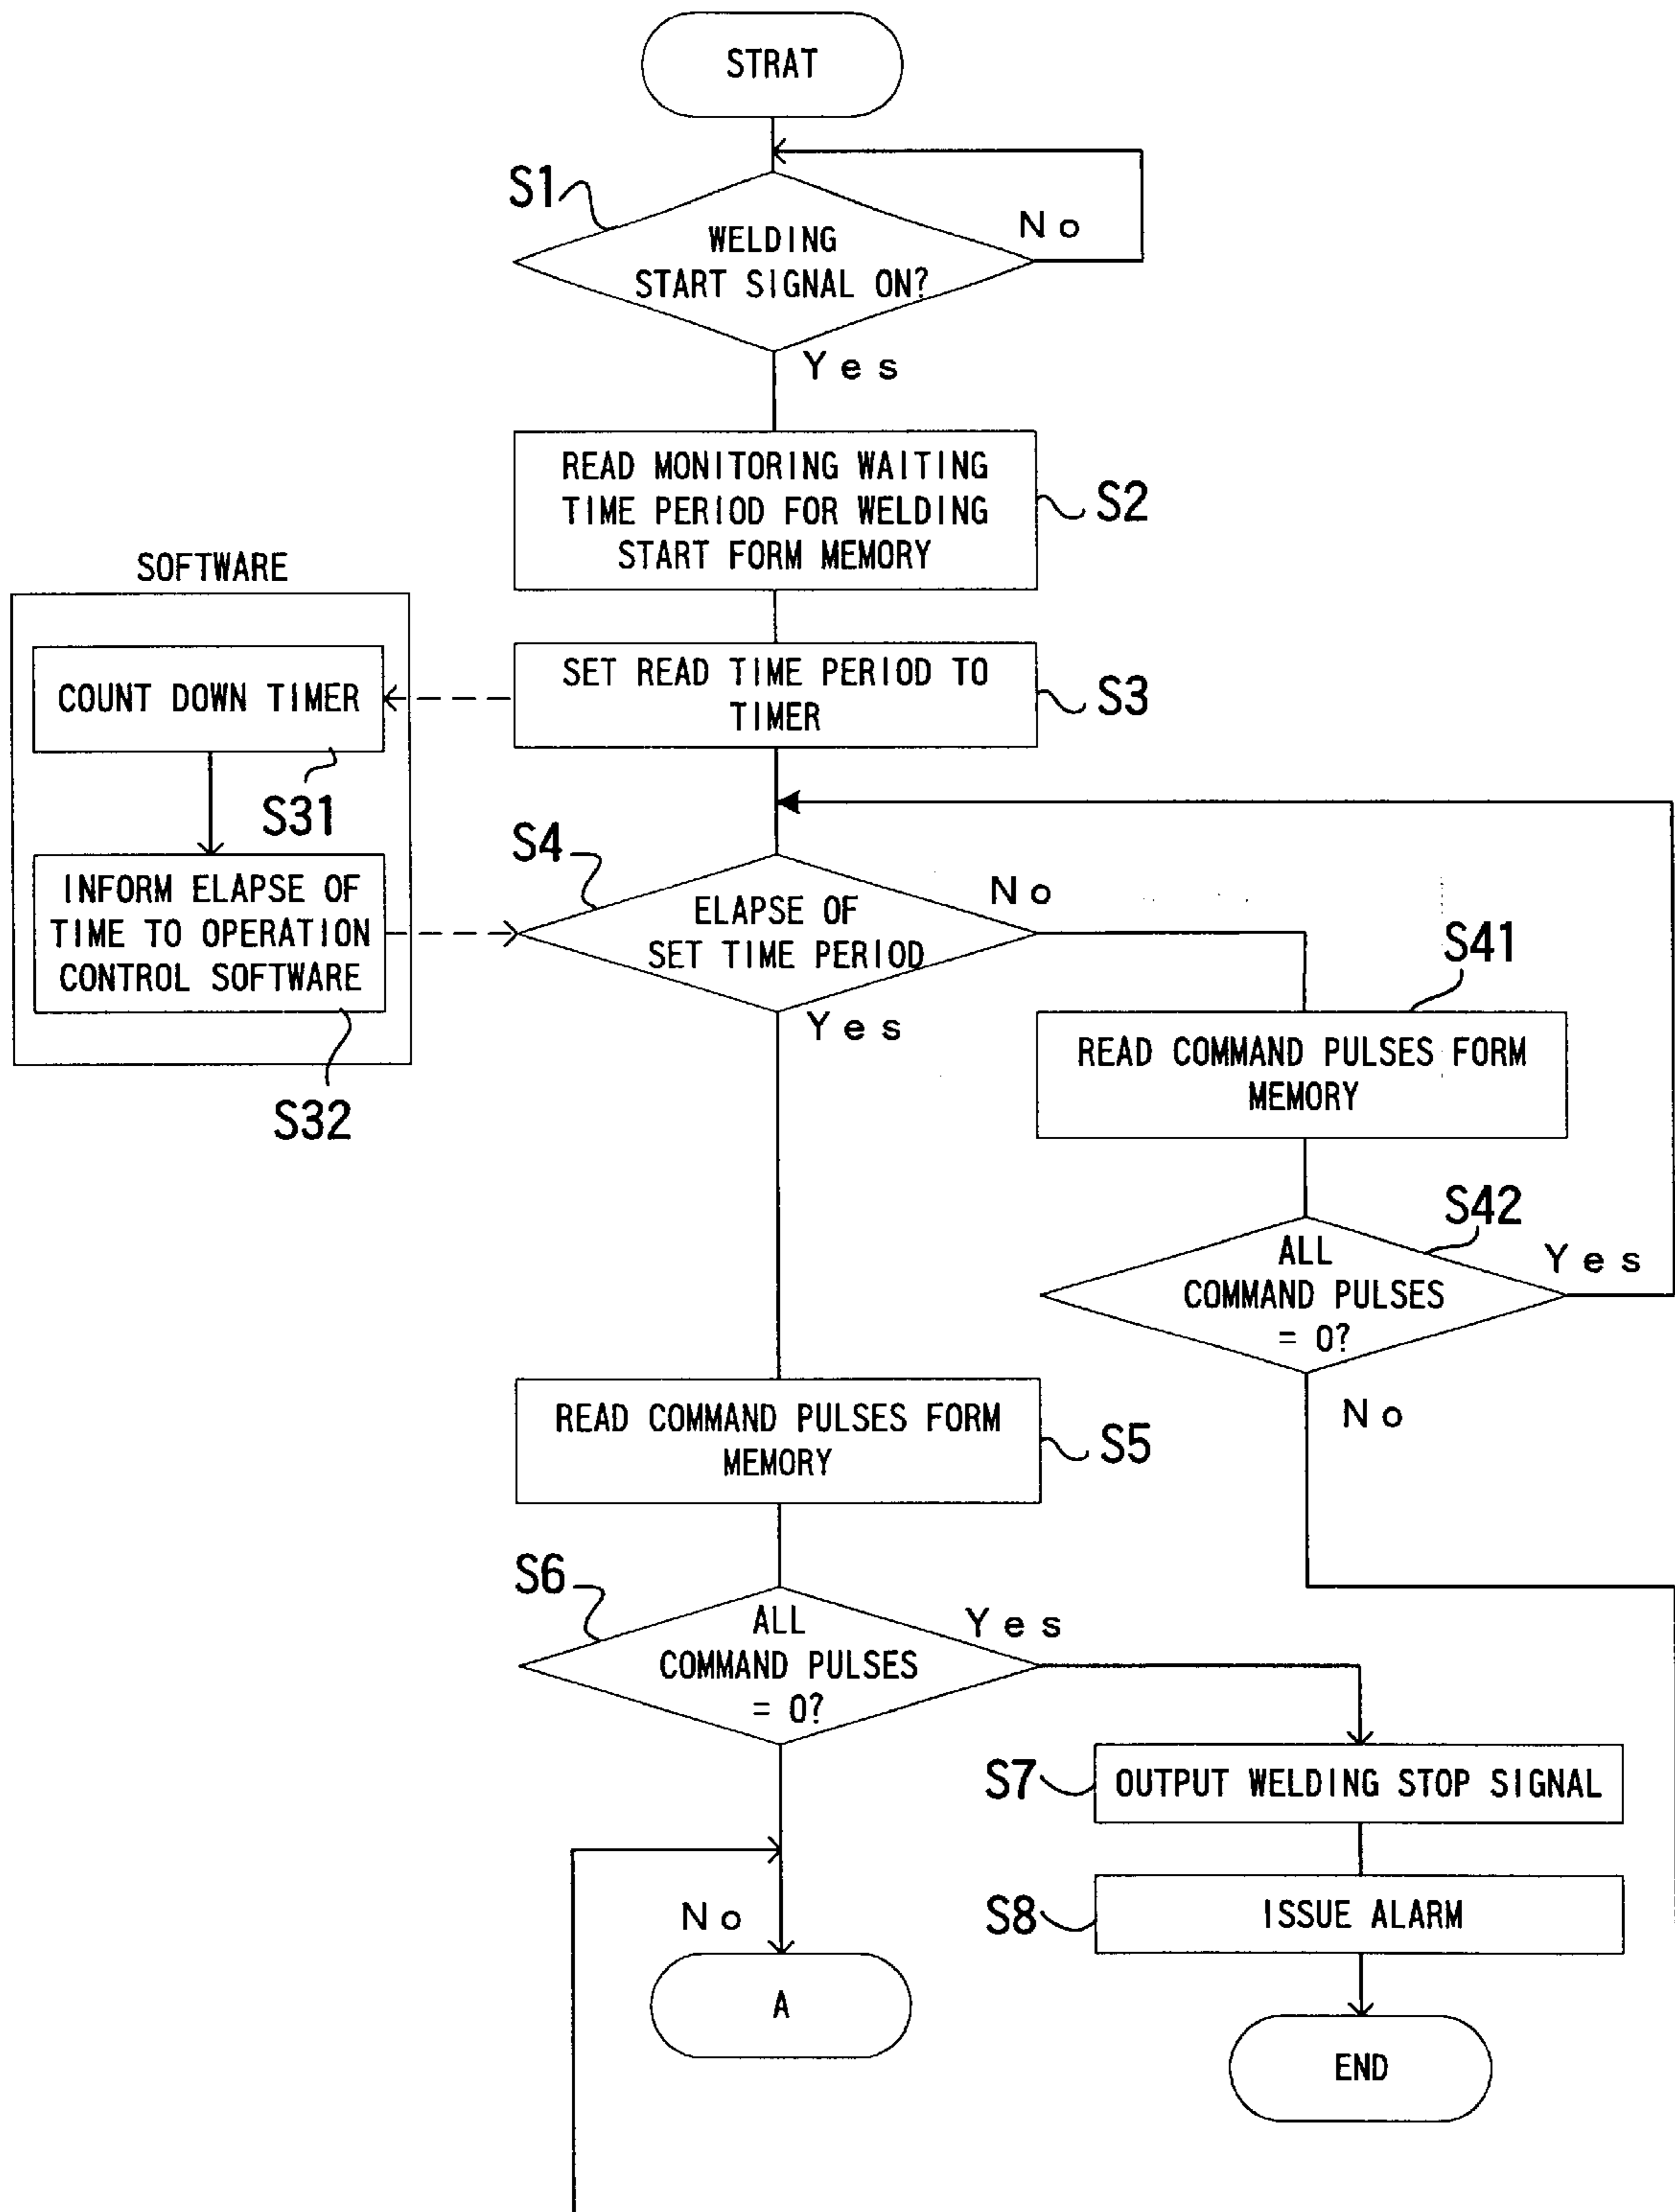 STRAT
S1
WELDING
START SIGNAL ON?
No
Yes
READ MONITORING WAITING
TIME PERIOD FOR WELDING
START FORM MEMORY
S2
SOFTWARE
COUNT DOWN TIMER
SET READ TIME PERIOD TO
TIMER
S3
S31
INFORM ELAPSE OF
TIME TO OPERATION
CONTROL SOFTWARE
S32
S4
ELAPSE OF
SET TIME PERIOD
No
Yes
S41
READ COMMAND PULSES FORM
MEMORY
S42
ALL
COMMAND PULSES
= 0?
Yes
No
READ COMMAND PULSES FORM
MEMORY
S5
S6
ALL
COMMAND PULSES
= 0?
Yes
S7
OUTPUT WELDING STOP SIGNAL
S8
ISSUE ALARM
No
A
END